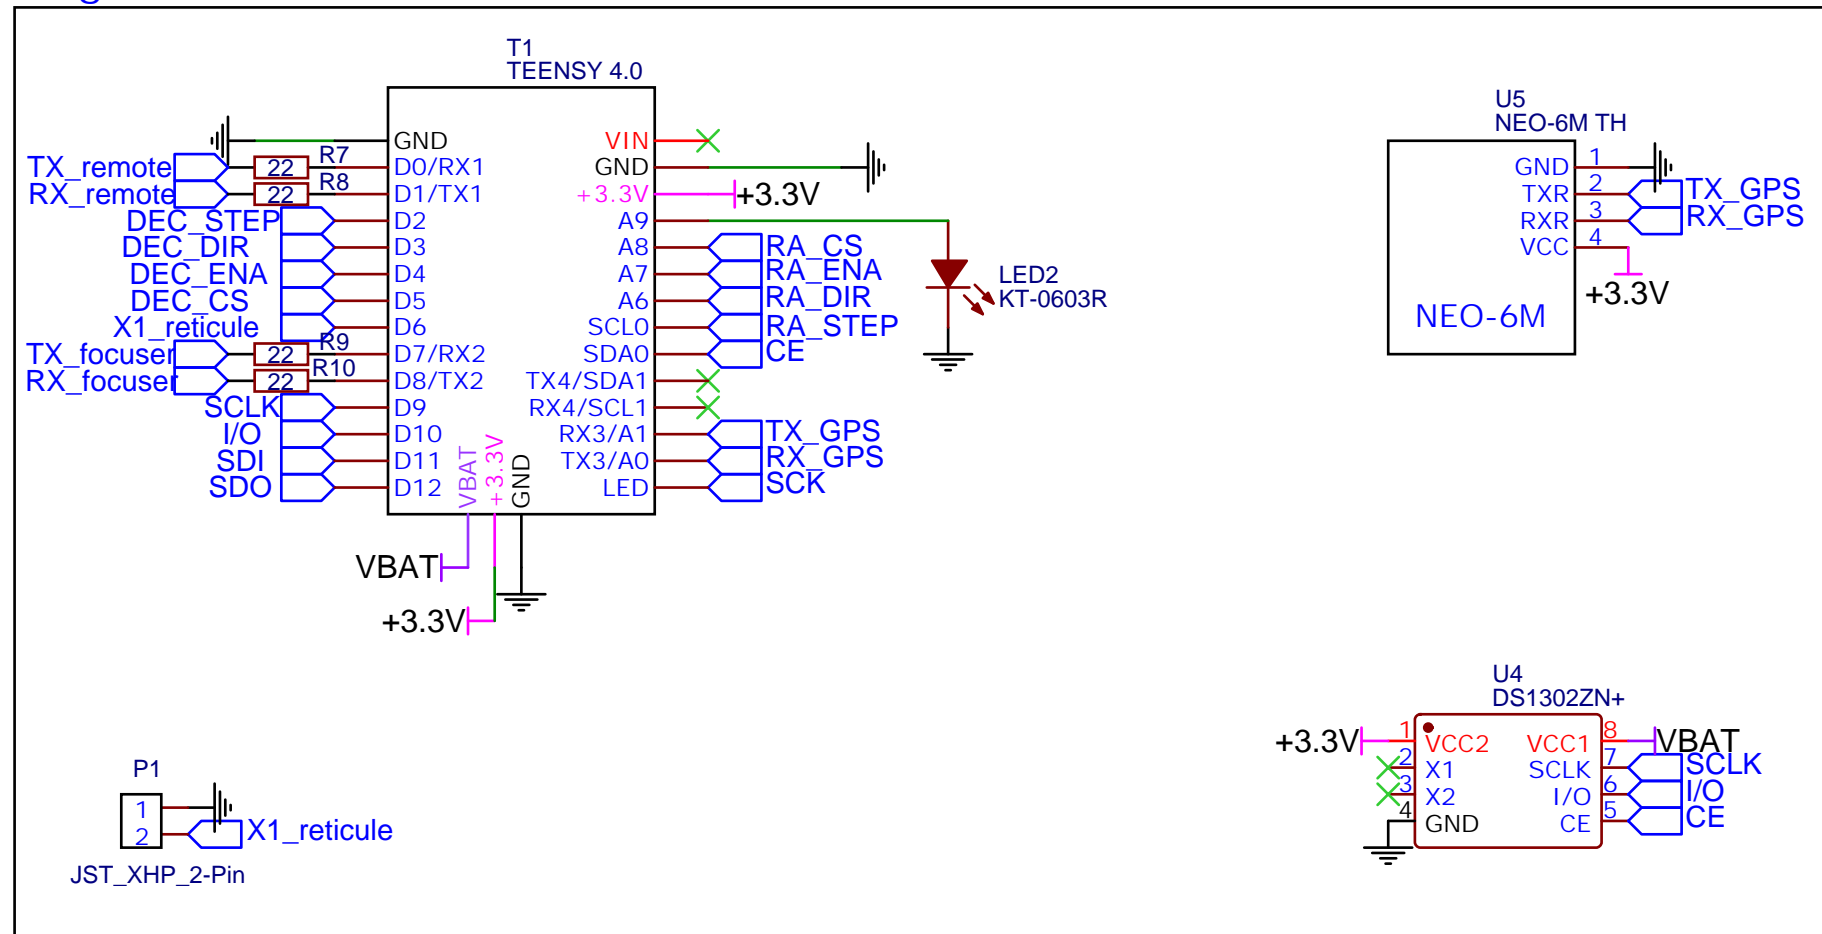 T1
TEENSY 4.0
GND
VIN
TX_remote
22
R7
D0/RX1
GND
RX_remote
22
R8
D1/TX1
+3.3V
+3.3V
DEC_STEP
D2
A9
DEC_DIR
D3
A8
RA_CS
DEC_ENA
D4
A7
RA_ENA
DEC_CS
D5
A6
RA_DIR
X1_reticule
D6
SCL0
RA_STEP
TX_focuser
22
R9
D7/RX2
SDA0
CE
RX_focuser
22
R10
D8/TX2
TX4/SDA1
SCLK
D9
RX4/SCL1
I/O
D10
RX3/A1
TX_GPS
SDI
D11
TX3/A0
RX_GPS
SDO
D12
LED
SCK
VBAT
+3.3V
GND
VBAT
+3.3V
LED2
KT-0603R
U5
NEO-6M TH
GND
1
TXR
2
TX_GPS
RXR
3
RX_GPS
VCC
4
+3.3V
NEO-6M
U4
DS1302ZN+
+3.3V
1
VCC2
VCC1
8
VBAT
2
X1
SCLK
7
SCLK
3
X2
I/O
6
I/O
4
GND
CE
5
CE
P1
1
2
X1_reticule
JST_XHP_2-Pin